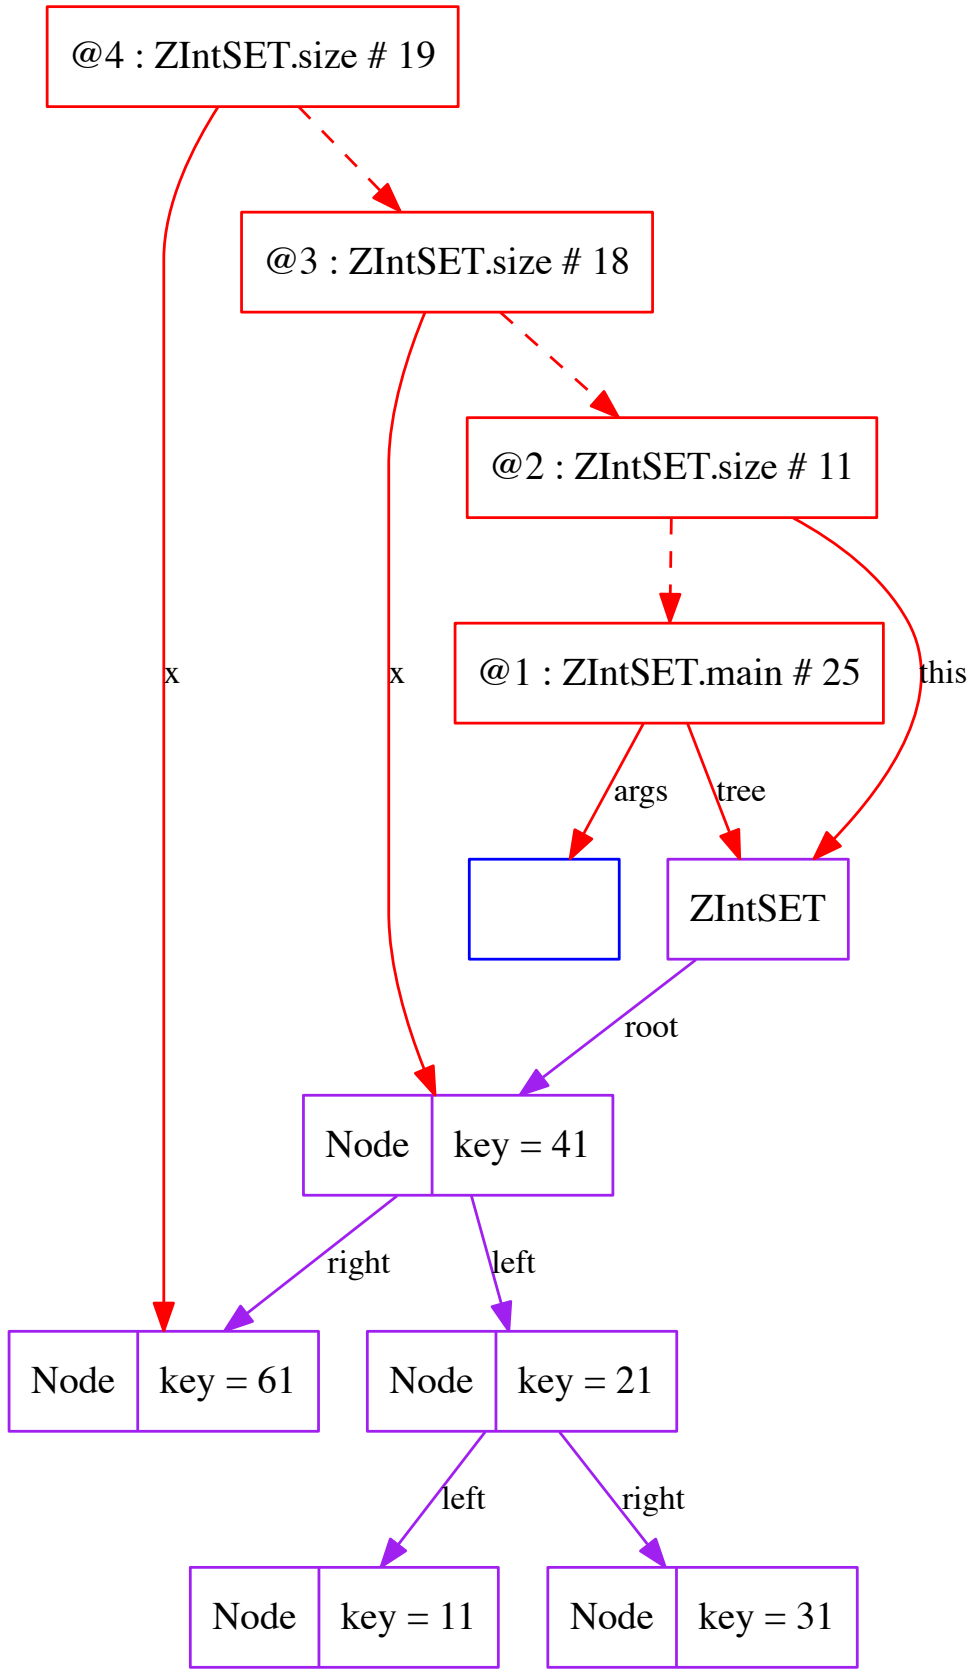 @4 : ZIntSET.size # 19
@3 : ZIntSET.size # 18
@2 : ZIntSET.size # 11
x
x
@1 : ZIntSET.main # 25
this
args
tree
ZIntSET
root
Node
key = 41
right
left
Node
key = 61
Node
key = 21
left
right
Node
key = 11
Node
key = 31